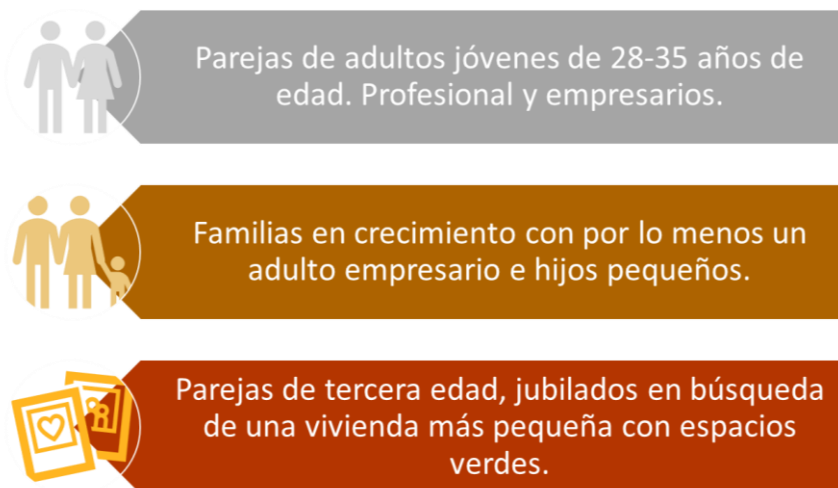 Parejas de adultos jóvenes de 28-35 años de
edad. Profesional y empresarios.
Familias en crecimiento con por lo menos un
adulto empresario e hijos pequeños.
Parejas de tercera edad, jubilados en búsqueda
de una vivienda más pequeña con espacios
verdes.